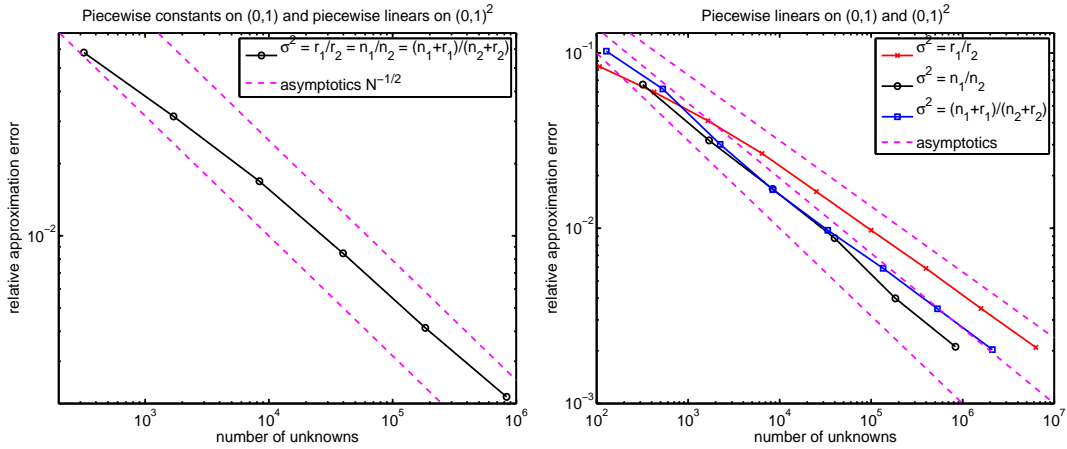 Piecewise constants on (0,1) and piecewise linears on (0,1)²
σ² = r₁/r₂ = n₁/n₂ = (n₁+r₁)/(n₂+r₂)
asymptotics N⁻¹/²
10⁻²
relative approximation error
10³
10⁴
10⁵
10⁶
number of unknowns
Piecewise linears on (0,1) and (0,1)²
σ² = r₁/r₂
σ² = n₁/n₂
σ² = (n₁+r₁)/(n₂+r₂)
asymptotics
10⁻¹
10⁻²
10⁻³
relative approximation error
10²
10³
10⁴
10⁵
10⁶
10⁷
number of unknowns